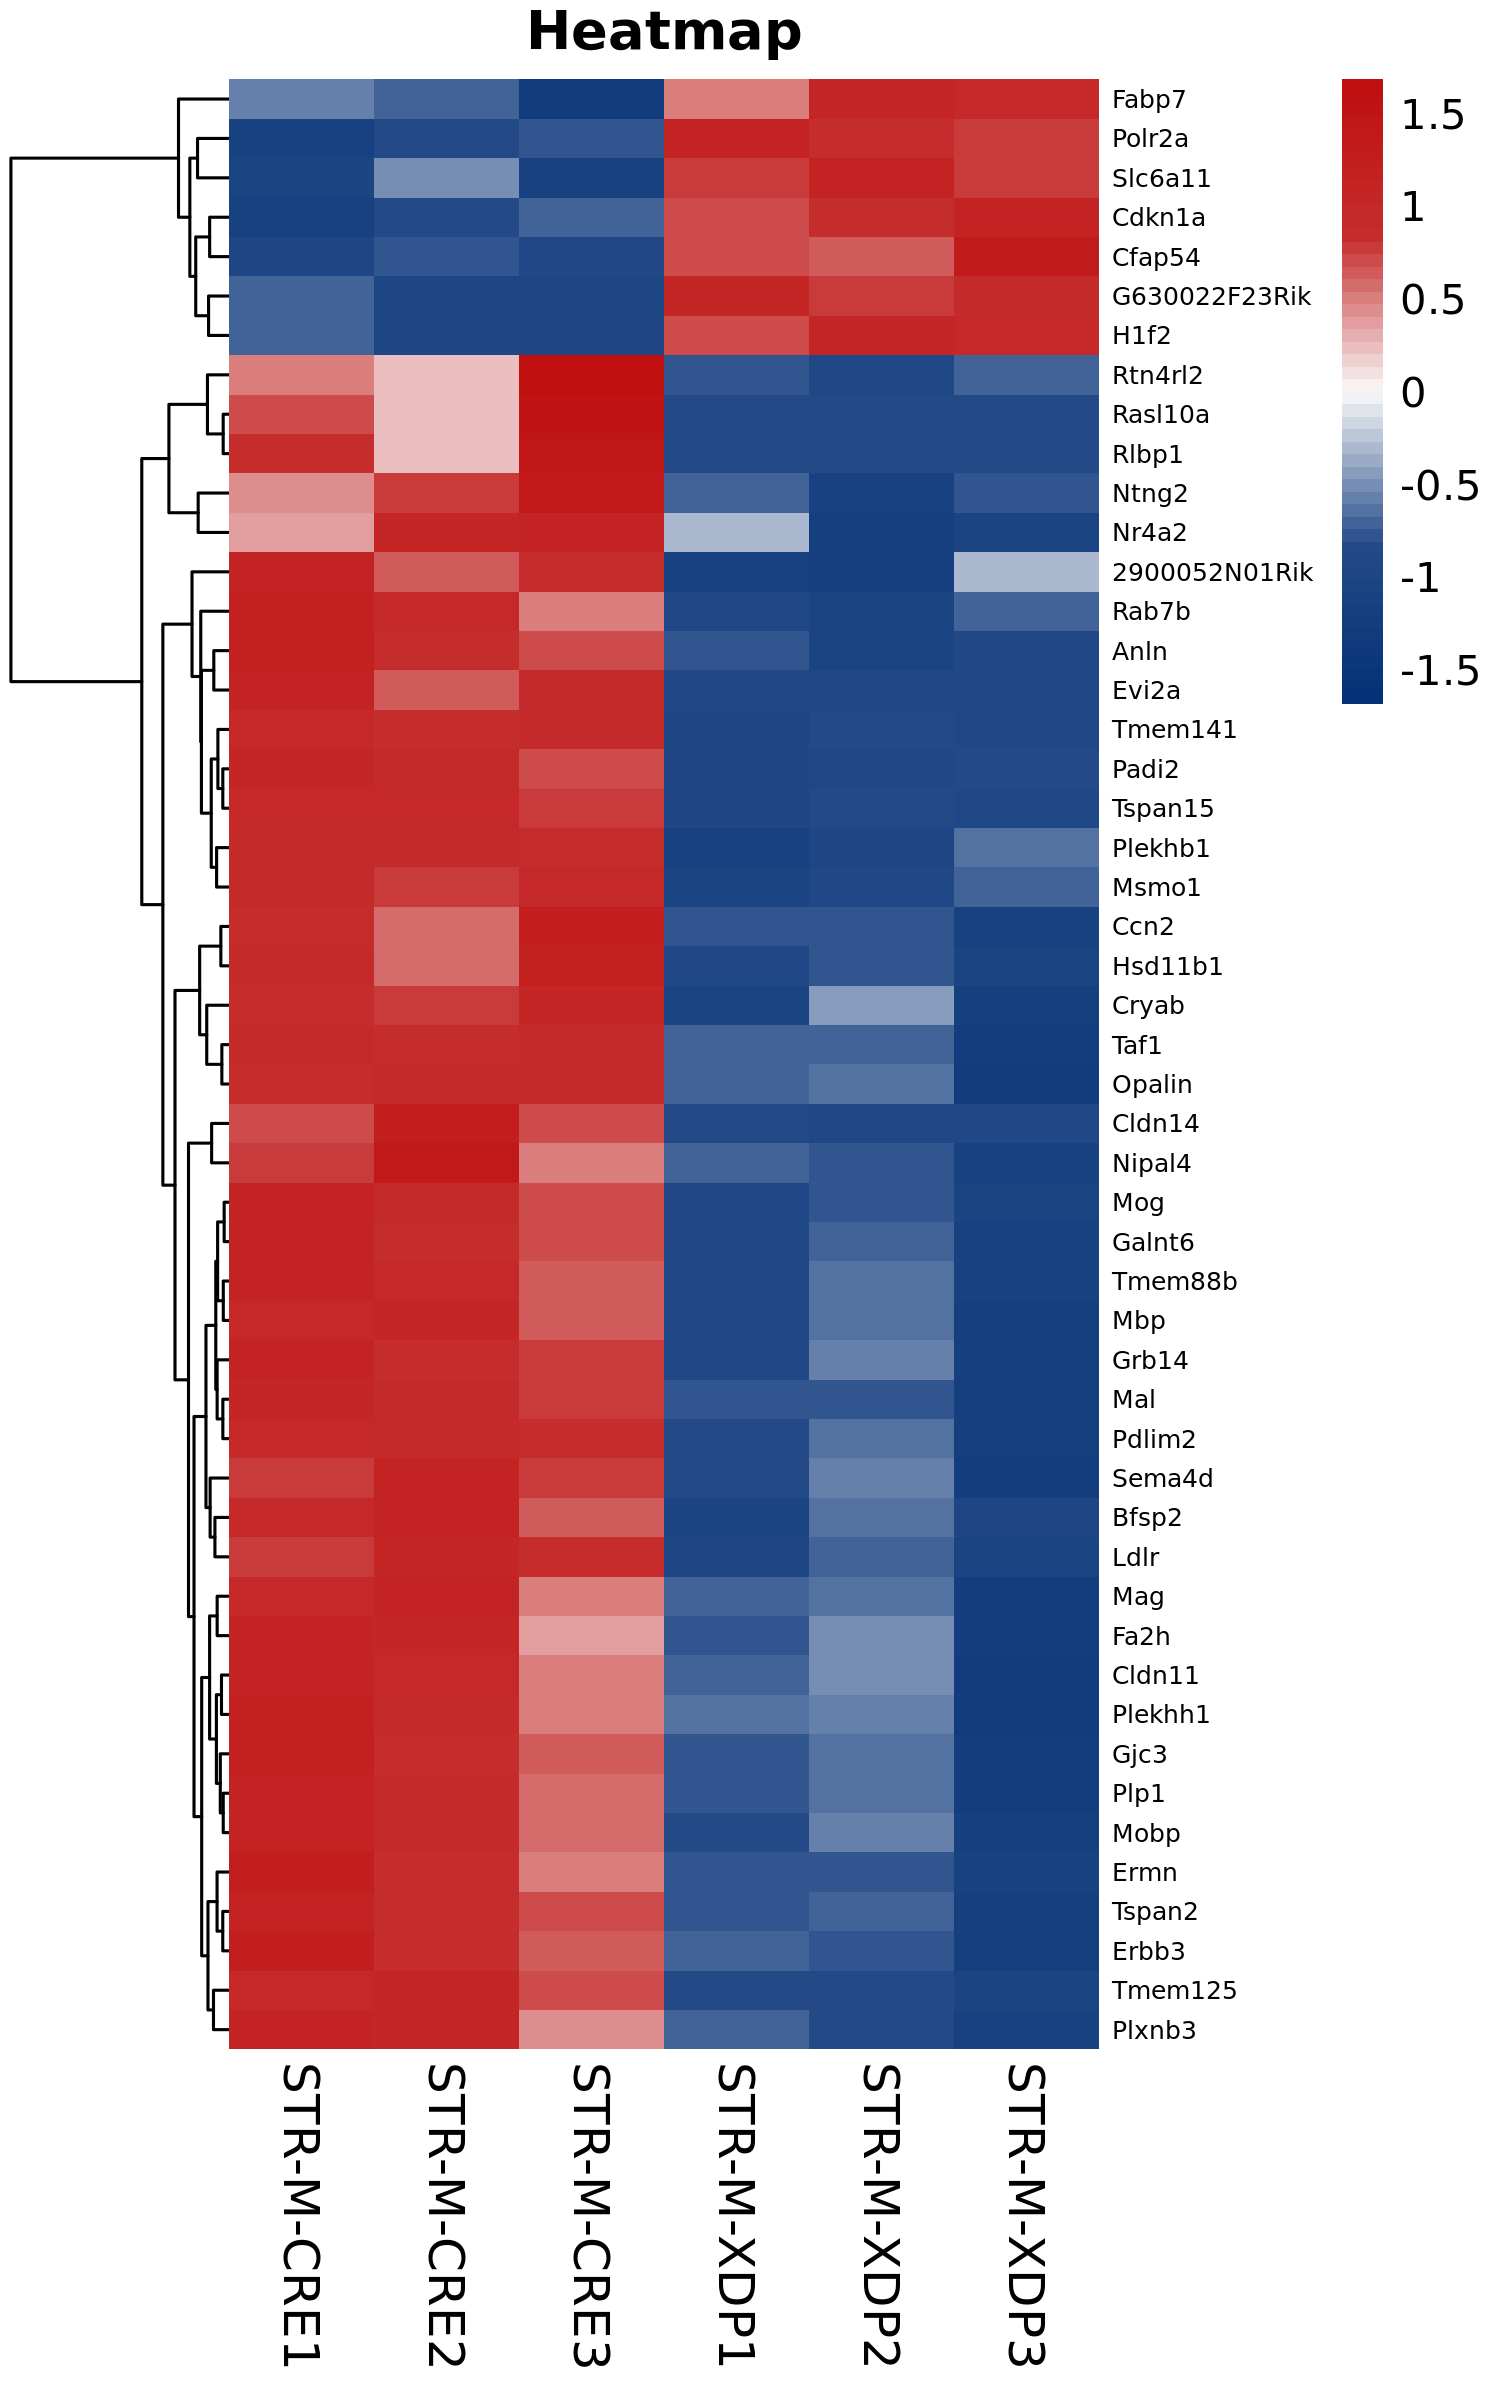 Heatmap
Fabp7
Polr2a
Slc6a11
Cdkn1a
Cfap54
G630022F23Rik
H1f2
Rtn4rl2
Rasl10a
Rlbp1
Ntng2
Nr4a2
2900052N01Rik
Rab7b
Anln
Evi2a
Tmem141
Padi2
Tspan15
Plekhb1
Msmo1
Ccn2
Hsd11b1
Cryab
Taf1
Opalin
Cldn14
Nipal4
Mog
Galnt6
Tmem88b
Mbp
Grb14
Mal
Pdlim2
Sema4d
Bfsp2
Ldlr
Mag
Fa2h
Cldn11
Plekhh1
Gjc3
Plp1
Mobp
Ermn
Tspan2
Erbb3
Tmem125
Plxnb3
1.5
1
0.5
0
-0.5
-1
-1.5
STR-M-CRE1
STR-M-CRE2
STR-M-CRE3
STR-M-XDP1
STR-M-XDP2
STR-M-XDP3